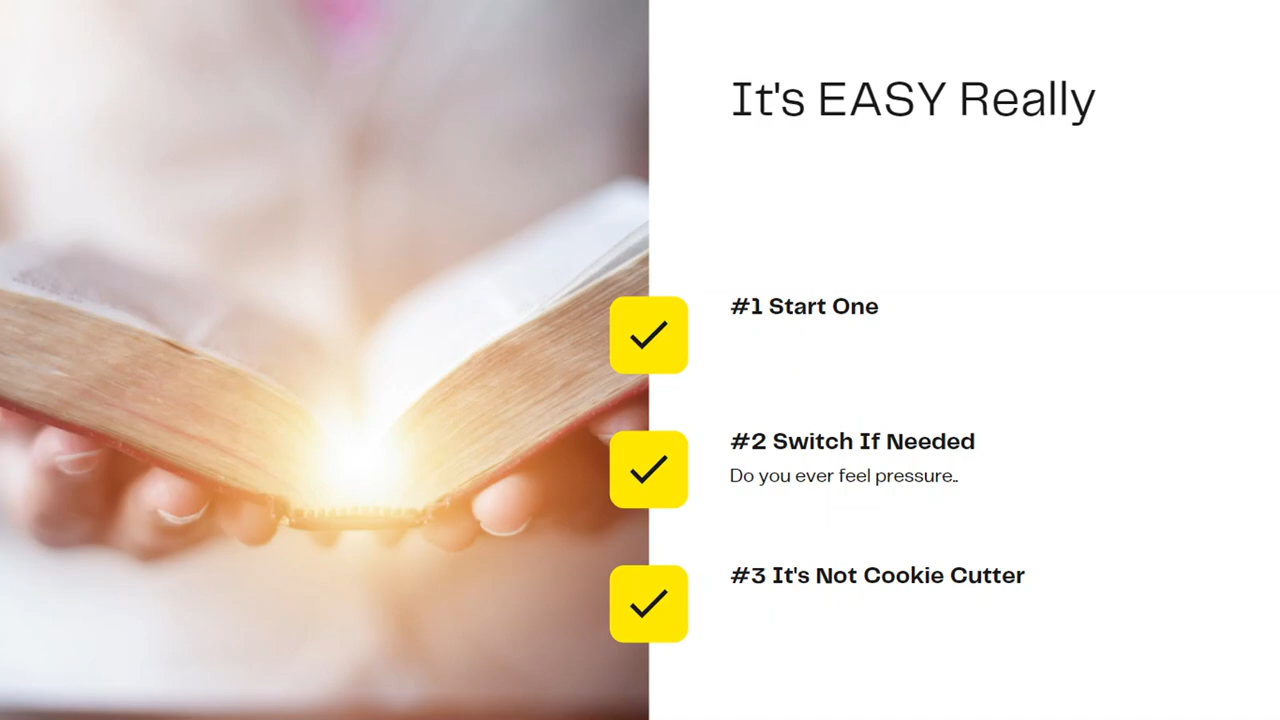 It's EASY Really
#1 Start One
#2 Switch If Needed
Do you ever feel pressure..
#3 It's Not Cookie Cutter